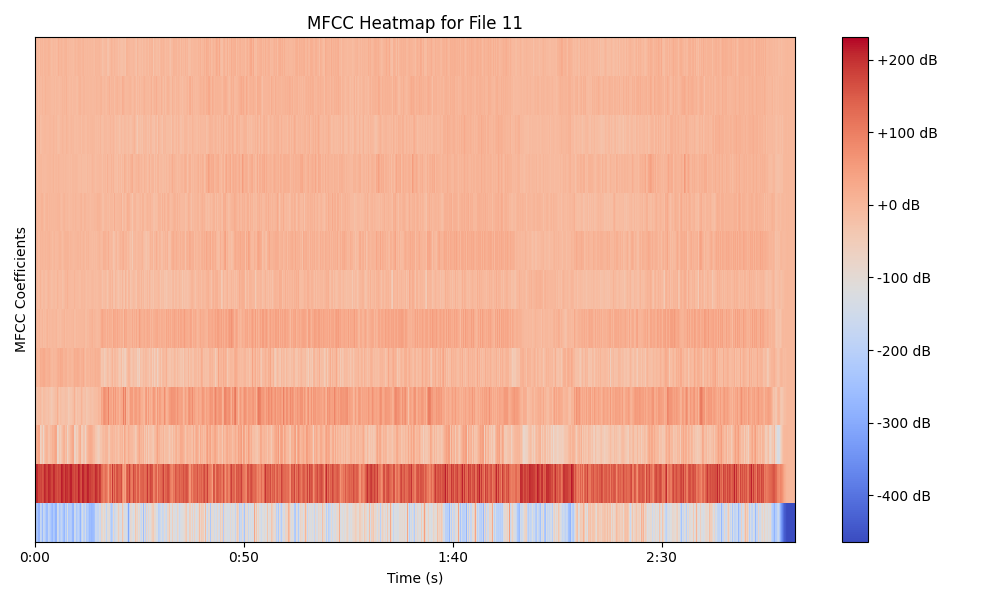 MFCC Heatmap for File 11
MFCC Coefficients
+200 dB
+100 dB
+0 dB
-100 dB
-200 dB
-300 dB
-400 dB
0:00
0:50
1:40
2:30
Time (s)